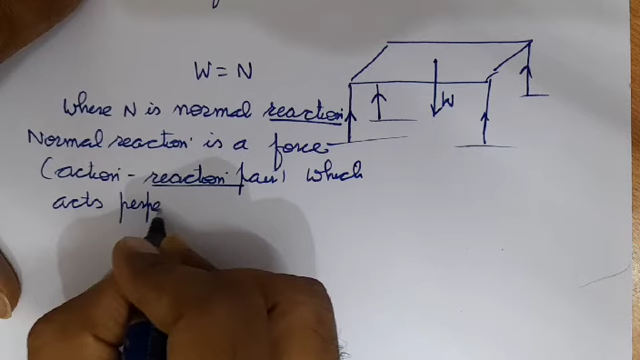 W = N
Where N is normal reaction
Normal reaction is a force
(action - reaction pair) which
acts perpe
W